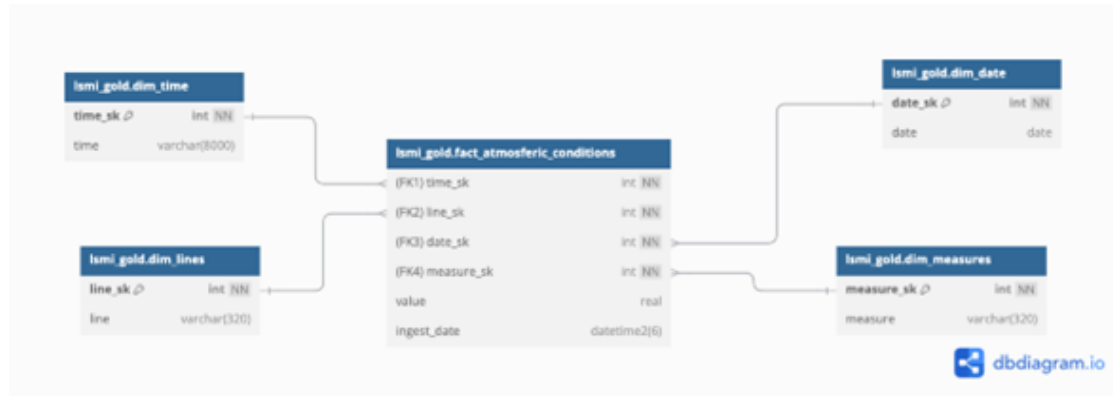 lsmi_gold.dim_time
time_sk int NN
time varchar(8000)
lsmi_gold.dim_date
date_sk int NN
date date
lsmi_gold.fact_atmosferic_conditions
(FK1) time_sk int NN
(FK2) line_sk int NN
(FK3) date_sk int NN
(FK4) measure_sk int NN
value real
ingest_date datetime2(6)
lsmi_gold.dim_lines
line_sk int NN
line varchar(320)
lsmi_gold.dim_measures
measure_sk int NN
measure varchar(320)
dbdiagram.io